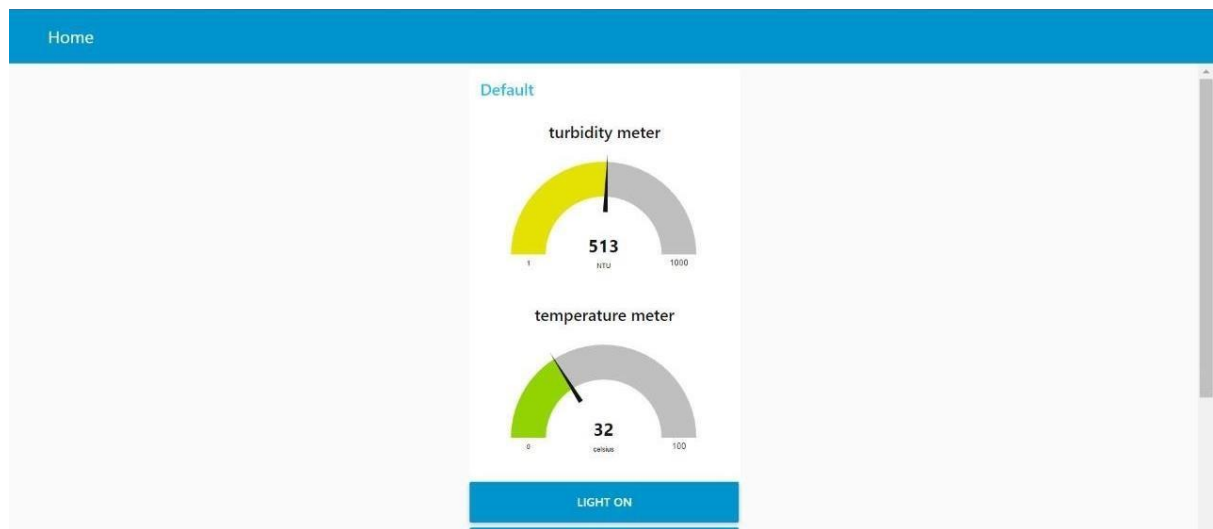 Home
Default
turbidity meter
513
NTU
1
1000
temperature meter
32
celsius
0
100
LIGHT ON